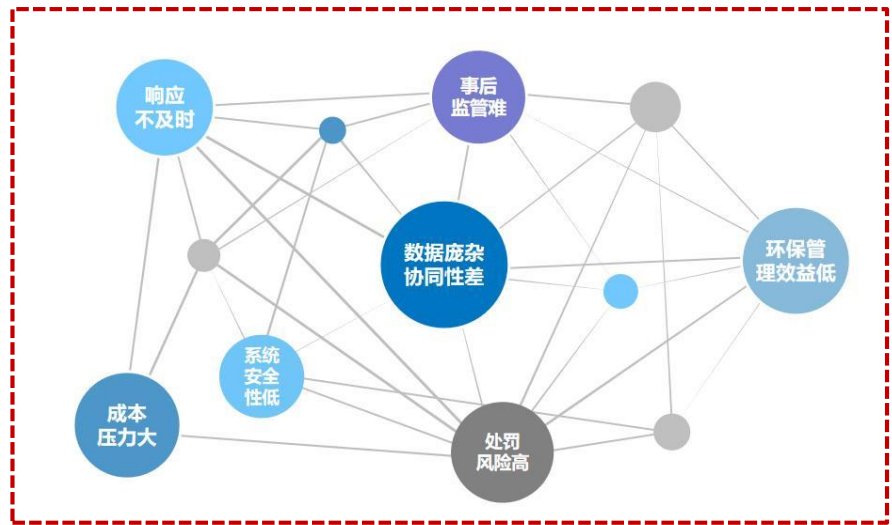 响应
不及时
事后
监管难
数据庞杂
协同性差
环保管
理效益低
系统
安全
性低
成本
压力大
处罚
风险高